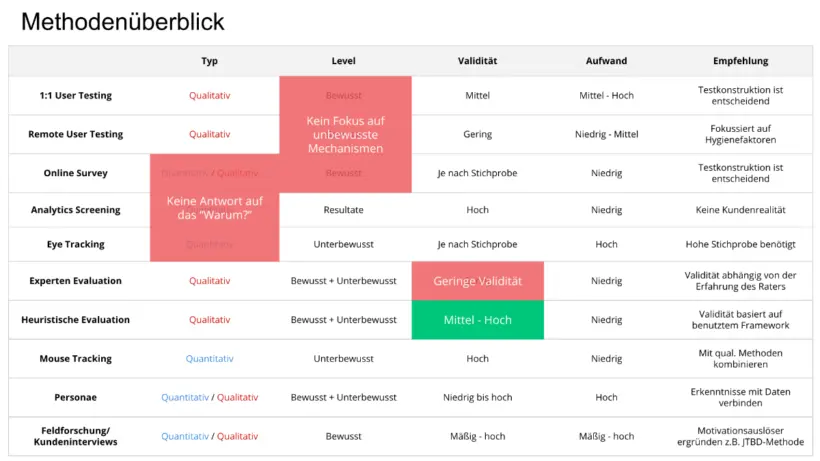 Methodenüberblick
Typ Level Validität Aufwand Empfehlung
1:1 User Testing Qualitativ Bewusst Mittel Mittel - Hoch Testkonstruktion ist
entscheidend
Kein Fokus auf
unbewusste
Mechanismen
Remote User Testing Qualitativ Gering Niedrig - Mittel Fokussiert auf
Hygienefaktoren
Online Survey Quantitativ / Qualitativ Bewusst Je nach Stichprobe Niedrig Testkonstruktion ist
entscheidend
Keine Antwort auf
das "Warum?"
Analytics Screening Resultate Hoch Niedrig Keine Kundenrealität
Eye Tracking Quantitativ Unterbewusst Je nach Stichprobe Hoch Hohe Stichprobe benötigt
Experten Evaluation Qualitativ Bewusst + Unterbewusst Geringe Validität Niedrig Validität abhängig von der
Erfahrung des Raters
Heuristische Evaluation Qualitativ Bewusst + Unterbewusst Mittel - Hoch Niedrig Validität basiert auf
benutztem Framework
Mouse Tracking Quantitativ Unterbewusst Hoch Niedrig Mit qual. Methoden
kombinieren
Personae Quantitativ / Qualitativ Bewusst + Unterbewusst Niedrig bis hoch Hoch Erkenntnisse mit Daten
verbinden
Feldforschung/
Kundeninterviews Quantitativ / Qualitativ Bewusst Mäßig - hoch Mäßig - hoch Motivationsauslöser
ergründen z.B. JTBD-Methode